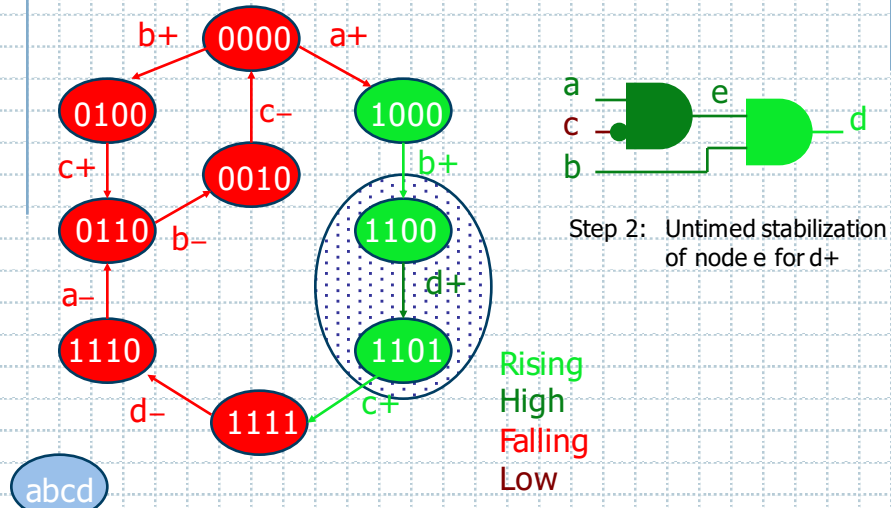 b+
0000
a+
0100
c–
1000
c+
0010
b+
0110
b–
1100
a–
d+
1110
1101
d–
1111
c+
abcd
a
e
c
d
b
Step 2: Untimed stabilization
of node e for d+
Rising
High
Falling
Low